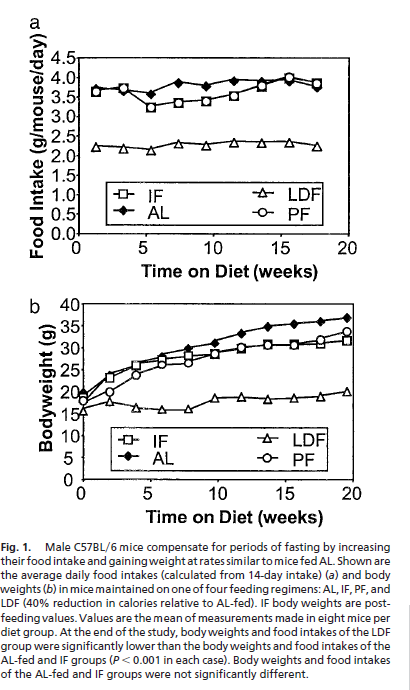 a
4.5
4.0
3.5
3.0
2.5
2.0
1.5
1.0
0.5
0.0
Food Intake (g/mouse/day)
IF
LDF
AL
PF
0 5 10 15 20
Time on Diet (weeks)
b
40
35
30
25
20
15
10
5
0
Bodyweight (g)
IF
LDF
AL
PF
0 5 10 15 20
Time on Diet (weeks)
Fig. 1. Male C57BL/6 mice compensate for periods of fasting by increasing
their food intake and gaining weight at rates similar to mice fed AL. Shown are
the average daily food intakes (calculated from 14-day intake) (a) and body
weights (b) in mice maintained on one of four feeding regimens: AL, IF, PF, and
LDF (40% reduction in calories relative to AL-fed). IF body weights are post-
feeding values. Values are the mean of measurements made in eight mice per
diet group. At the end of the study, body weights and food intakes of the LDF
group were significantly lower than the body weights and food intakes of the
AL-fed and IF groups (P < 0.001 in each case). Body weights and food intakes
of the AL-fed and IF groups were not significantly different.